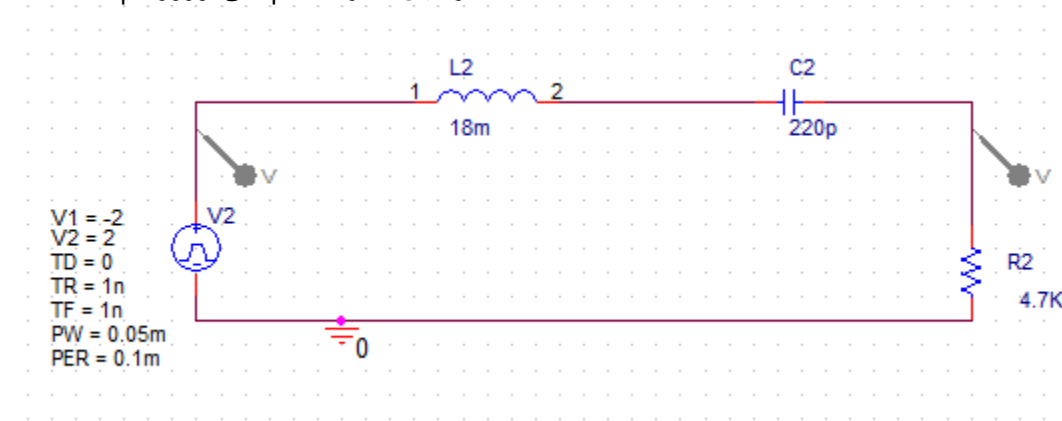 L2
C2
1
2
18m
220p
V
V
V1 = -2
V2
V2 = 2
TD = 0
TR = 1n
R2
TF = 1n
4.7K
PW = 0.05m
0
PER = 0.1m